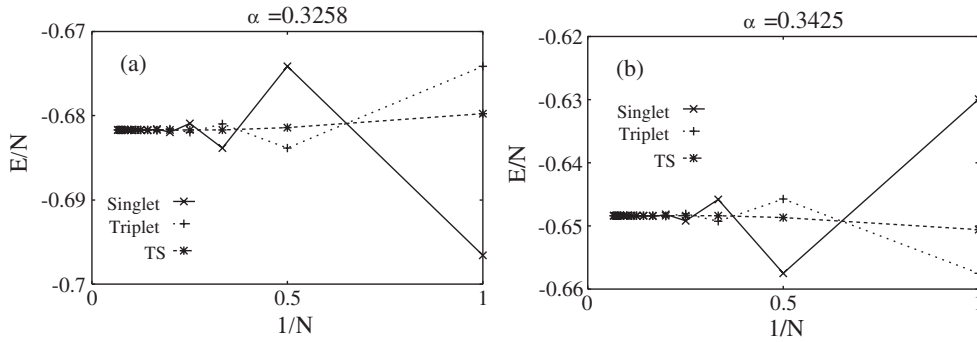 α =0.3258
-0.67
(a)
-0.68
E/N
-0.69
Singlet
Triplet
TS
-0.7
0
0.5
1
1/N
α =0.3425
-0.62
(b)
-0.63
Singlet
Triplet
TS
-0.64
E/N
-0.65
-0.66
0
0.5
1
1/N